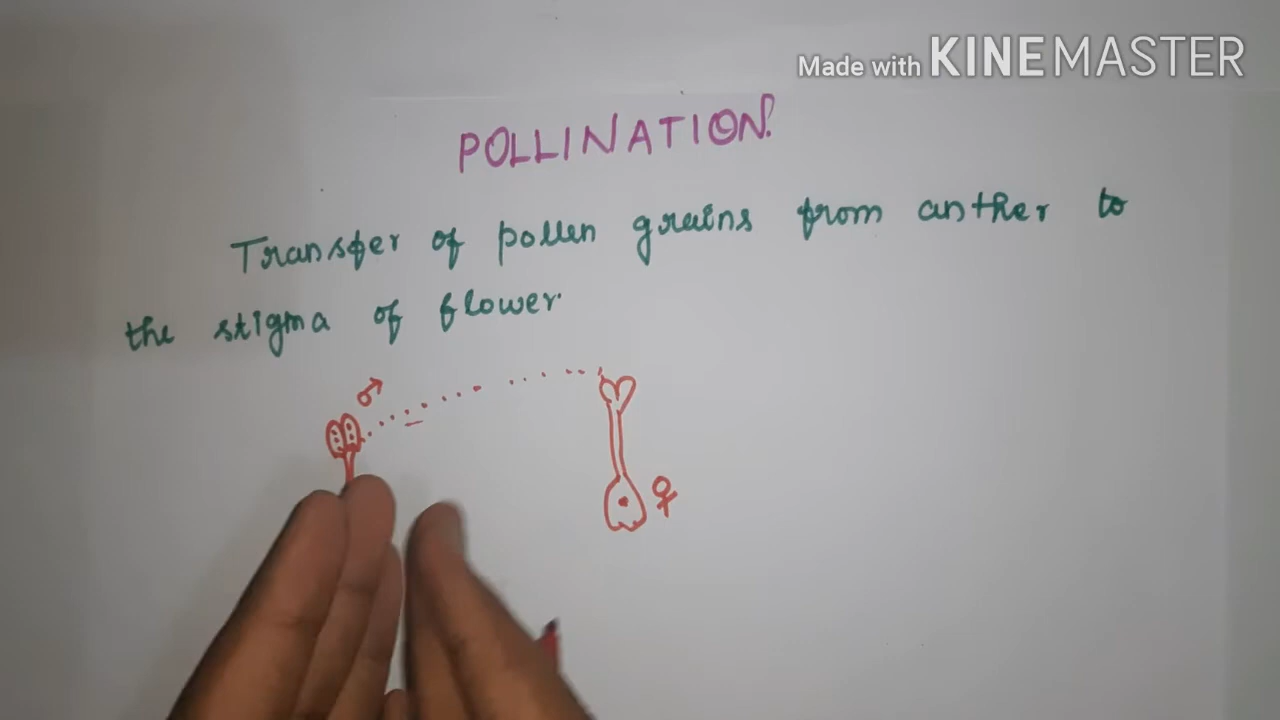 Made with KINEMASTER
POLLINATION:
Transfer of pollen grains from anther to
the stigma of flower.
♂
♀